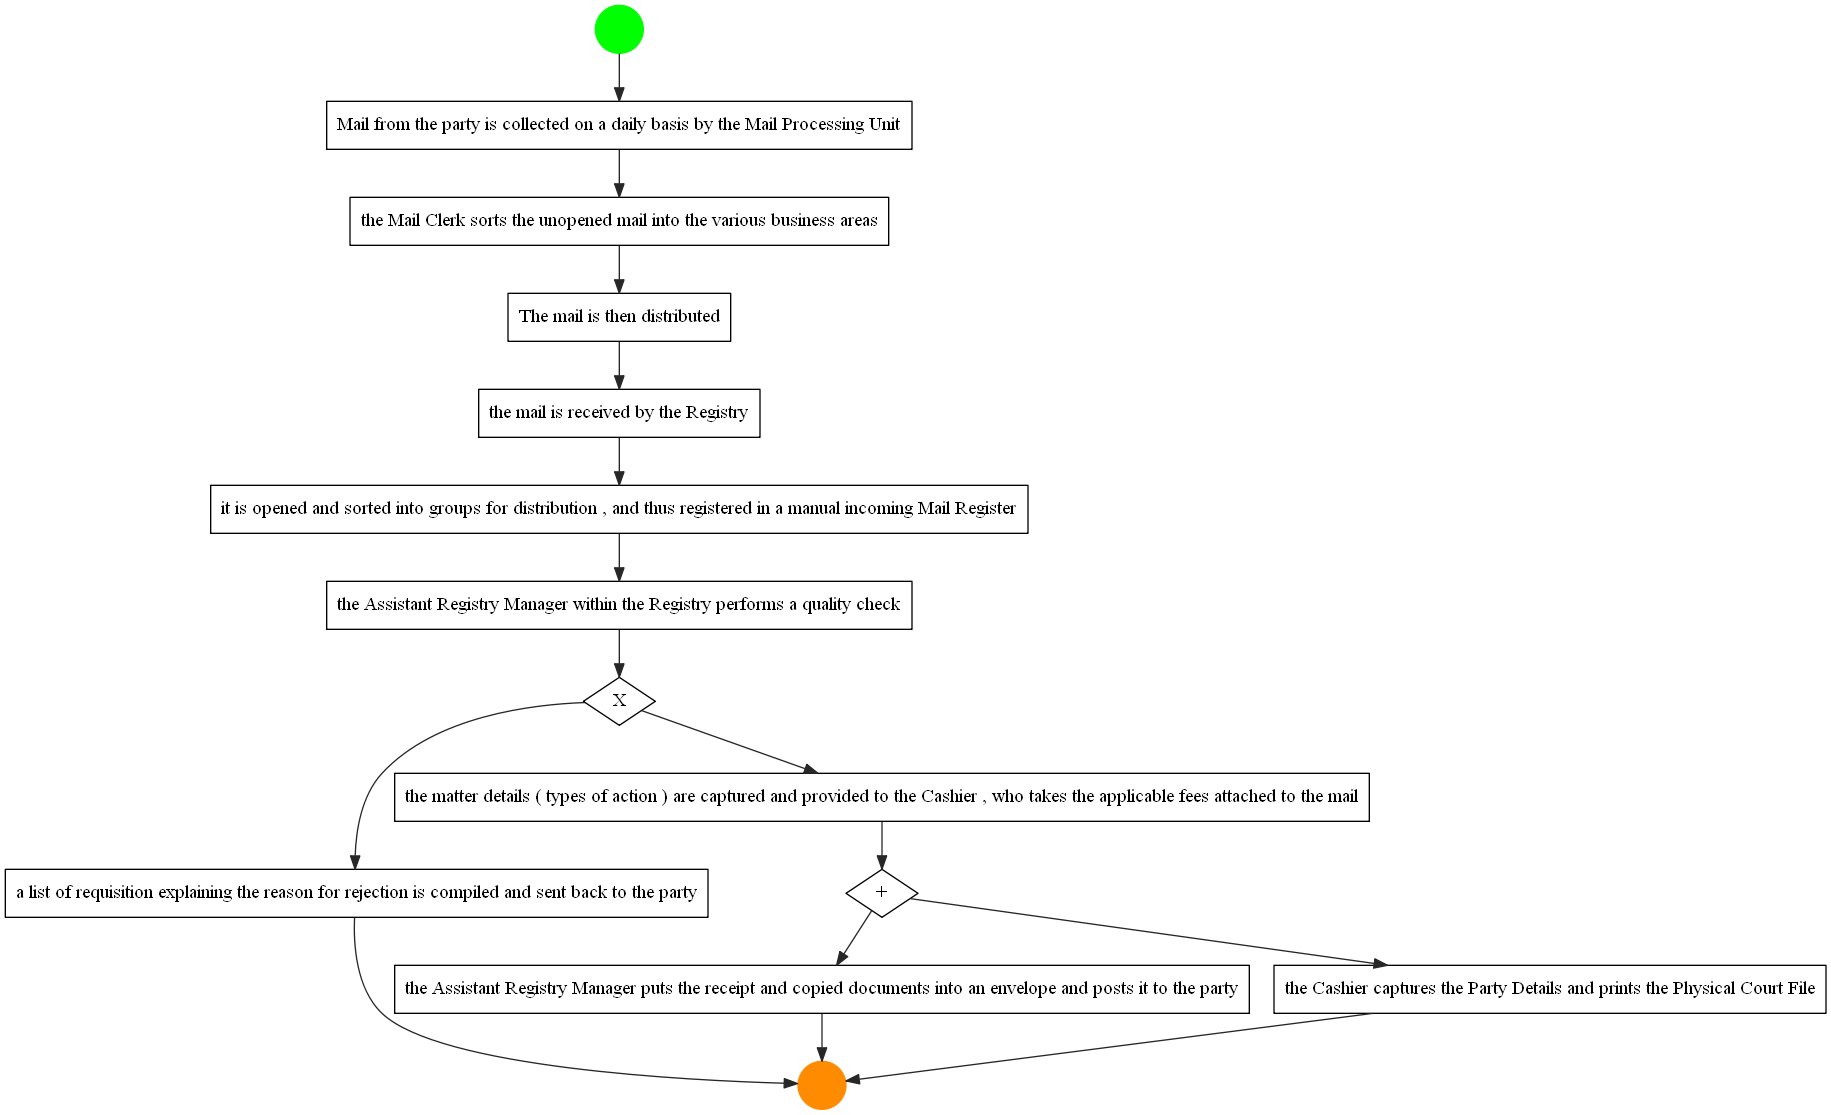 Mail from the party is collected on a daily basis by the Mail Processing Unit
the Mail Clerk sorts the unopened mail into the various business areas
The mail is then distributed
the mail is received by the Registry
it is opened and sorted into groups for distribution , and thus registered in a manual incoming Mail Register
the Assistant Registry Manager within the Registry performs a quality check
X
the matter details ( types of action ) are captured and provided to the Cashier , who takes the applicable fees attached to the mail
a list of requisition explaining the reason for rejection is compiled and sent back to the party
+
the Assistant Registry Manager puts the receipt and copied documents into an envelope and posts it to the party
the Cashier captures the Party Details and prints the Physical Court File